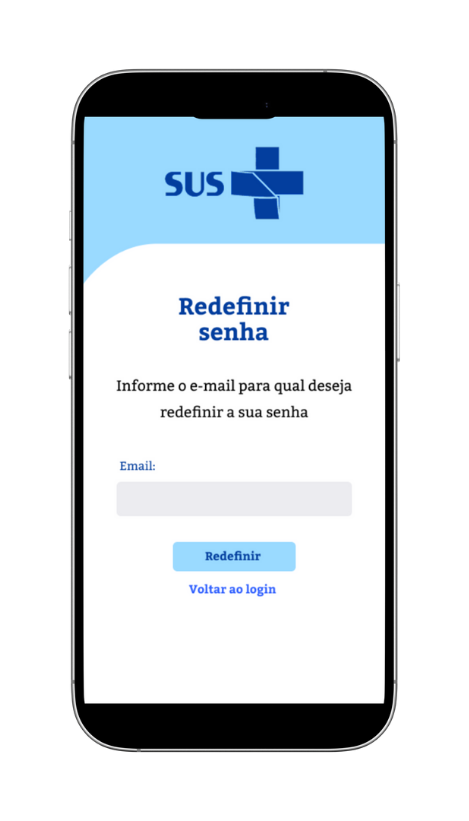 SUS
Redefinir
senha
Informe o e-mail para qual deseja
redefinir a sua senha
Email:
Redefinir
Voltar ao login